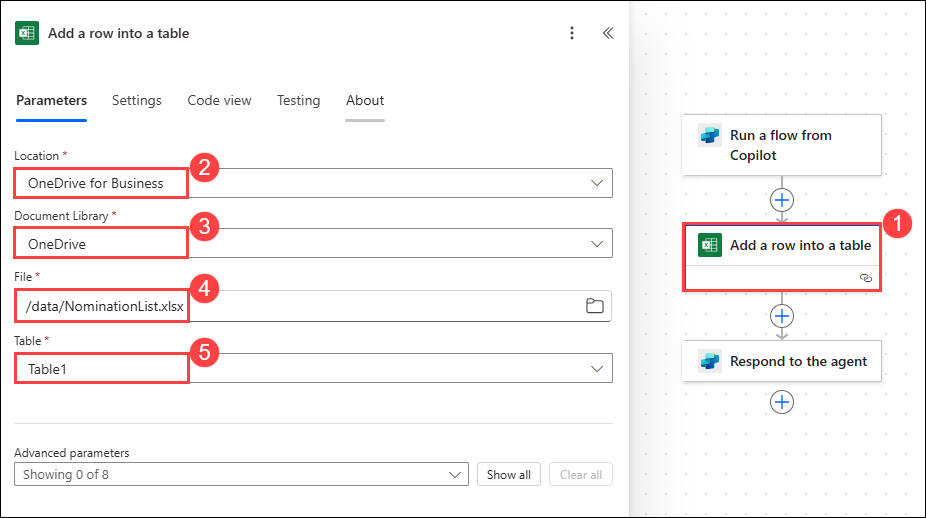 Add a row into a table
Parameters Settings Code view Testing About
Location *
OneDrive for Business
2
Document Library *
OneDrive
3
File *
/data/NominationList.xlsx
4
Table *
Table1
5
Advanced parameters
Showing 0 of 8
Show all
Clear all
Run a flow from
Copilot
Add a row into a table
1
Respond to the agent